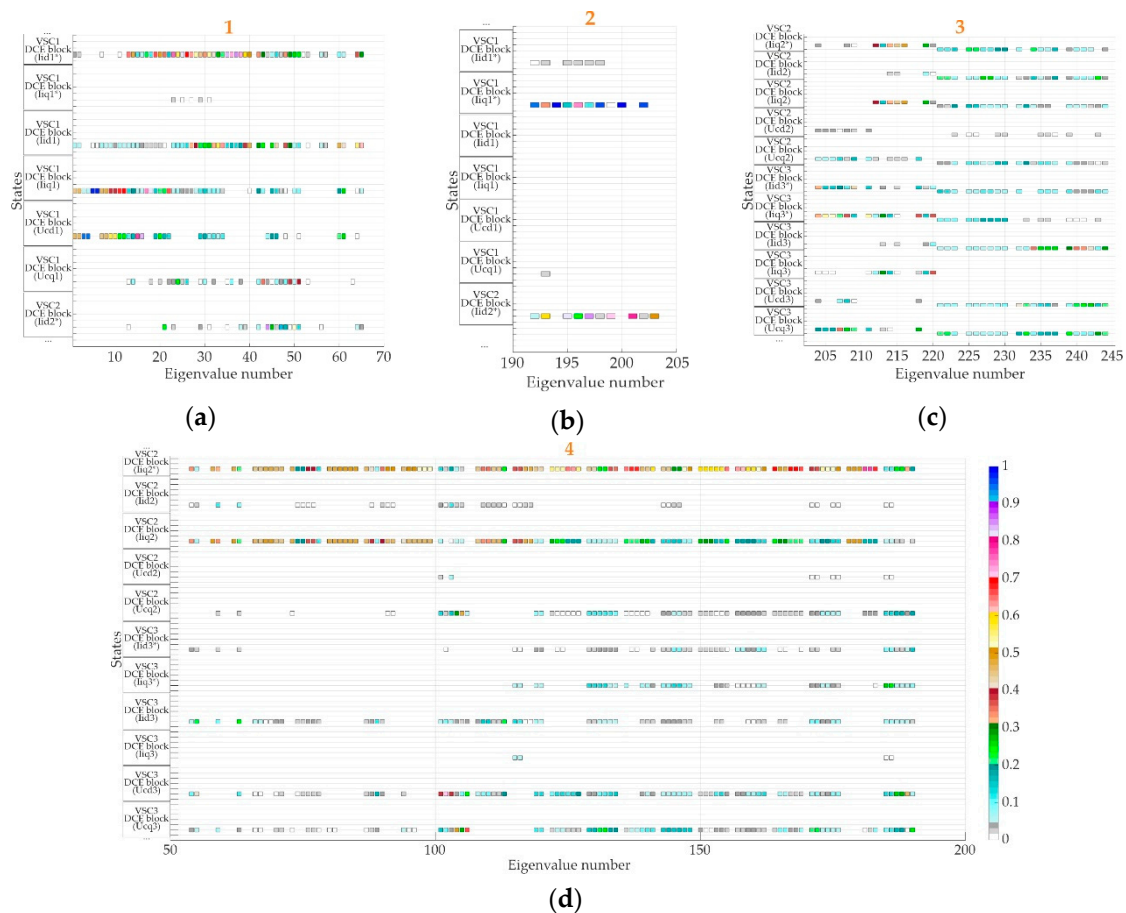 1
...
VSC1
DCE block
(Iid1*)
VSC1
DCE block
(Iiq1*)
VSC1
DCE block
(Iid1)
VSC1
DCE block
(Iiq1)
VSC1
DCE block
(Ucd1)
VSC1
DCE block
(Ucq1)
VSC2
DCE block
(Iid2*)
...
States
10 20 30 40 50 60 70
Eigenvalue number
(a)
2
...
VSC1
DCE block
(Iid1*)
VSC1
DCE block
(Iiq1*)
VSC1
DCE block
(Iid1)
VSC1
DCE block
(Iiq1)
VSC1
DCE block
(Ucd1)
VSC1
DCE block
(Ucq1)
VSC2
DCE block
(Iid2*)
...
States
190 195 200 205
Eigenvalue number
(b)
3
...
VSC2
DCE block
(Iiq2*)
VSC2
DCE block
(Iid2)
VSC2
DCE block
(Iiq2)
VSC2
DCE block
(Ucd2)
VSC2
DCE block
(Ucq2)
VSC3
DCE block
(Iid3*)
VSC3
DCE block
(Iiq3*)
VSC3
DCE block
(Iid3)
VSC3
DCE block
(Iiq3)
VSC3
DCE block
(Ucd3)
VSC3
DCE block
(Ucq3)
...
States
205 210 215 220 225 230 235 240 245
Eigenvalue number
(c)
4
...
VSC2
DCE block
(Iiq2*)
VSC2
DCE block
(Iid2)
VSC2
DCE block
(Iiq2)
VSC2
DCE block
(Ucd2)
VSC2
DCE block
(Ucq2)
VSC3
DCE block
(Iid3*)
VSC3
DCE block
(Iiq3*)
VSC3
DCE block
(Iid3)
VSC3
DCE block
(Iiq3)
VSC3
DCE block
(Ucd3)
VSC3
DCE block
(Ucq3)
...
States
50 100 150 200
Eigenvalue number
1
0.9
0.8
0.7
0.6
0.5
0.4
0.3
0.2
0.1
0
(d)